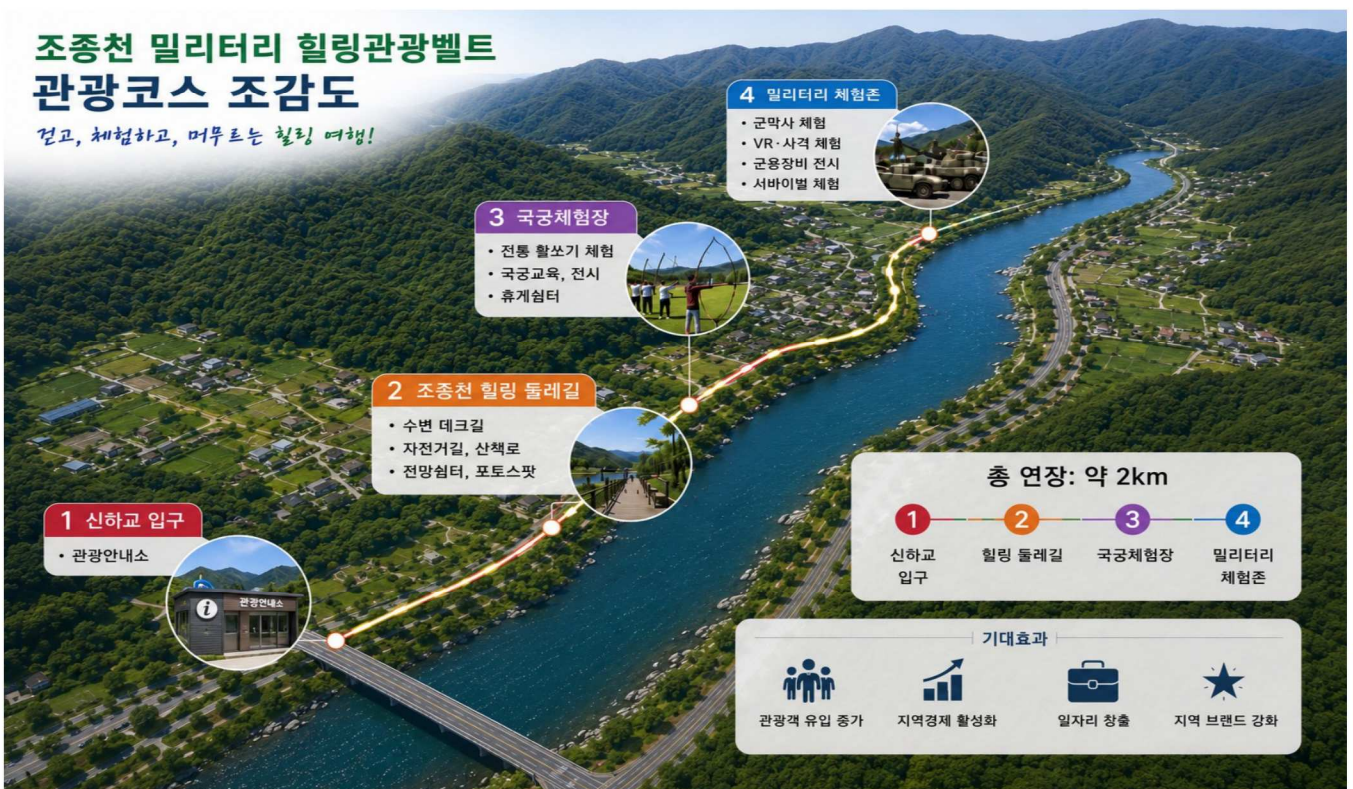 조종천 밀리터리 힐링관광벨트
관광코스 조감도
걷고, 체험하고, 머무르는 힐링 여행!
4 밀리터리 체험존
• 군막사 체험
• VR·사격 체험
• 군용장비 전시
• 서바이벌 체험
3 국궁체험장
• 전통 활쏘기 체험
• 국궁교육, 전시
• 휴게쉼터
2 조종천 힐링 둘레길
• 수변 데크길
• 자전거길, 산책로
• 전망쉼터, 포토스팟
1 신하교 입구
• 관광안내소
i 관광안내소
총 연장: 약 2km
1 2 3 4
신하교 입구
힐링 둘레길
국궁체험장
밀리터리 체험존
기대효과
관광객 유입 증가
지역경제 활성화
일자리 창출
지역 브랜드 강화